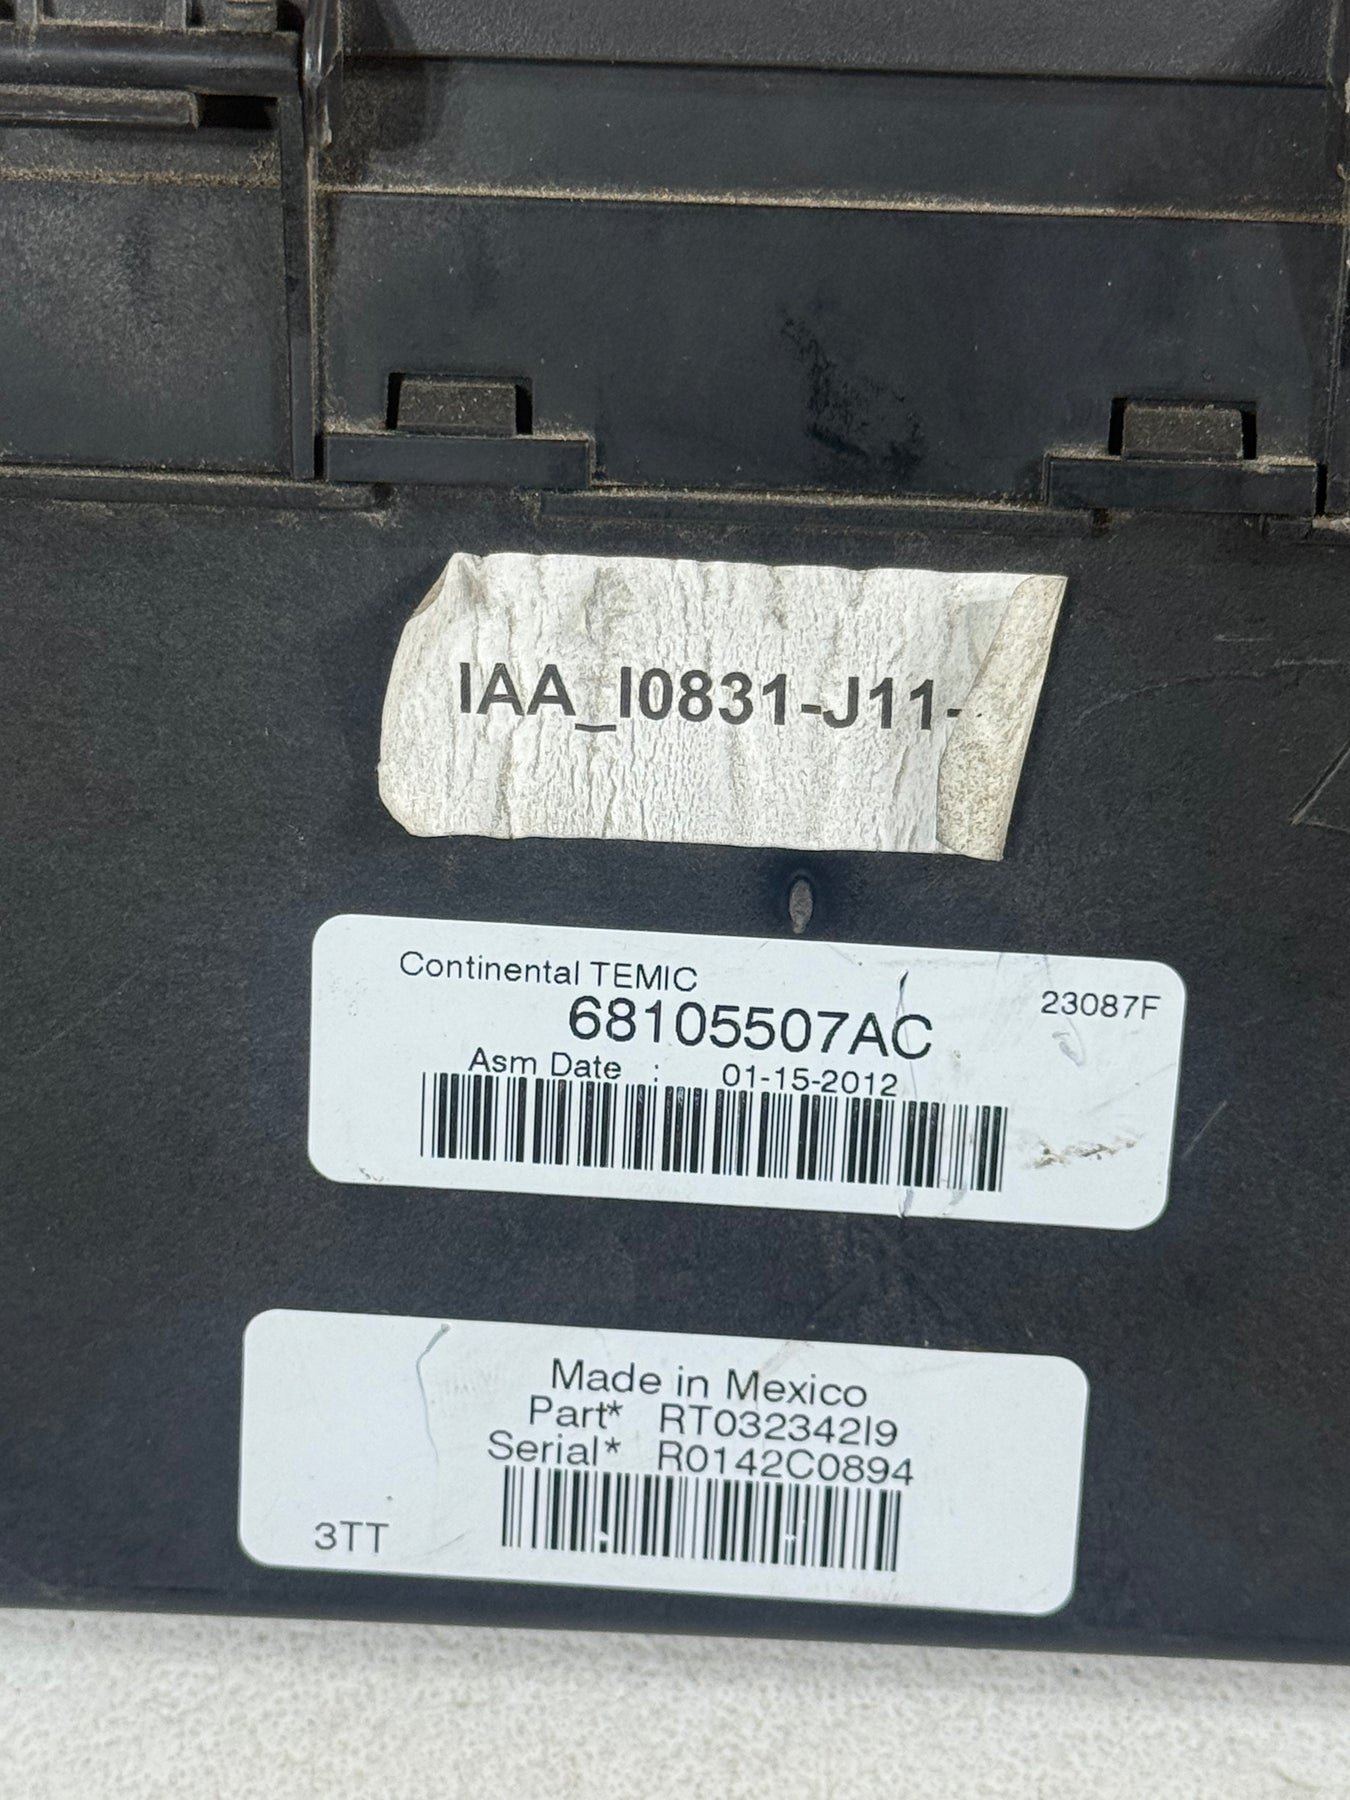 IAA_I0831-J11-
Continental TEMIC
23087F
68105507AC
Asm Date : 01-15-2012
Made in Mexico
Part* RT032342I9
Serial* R0142C0894
3TT